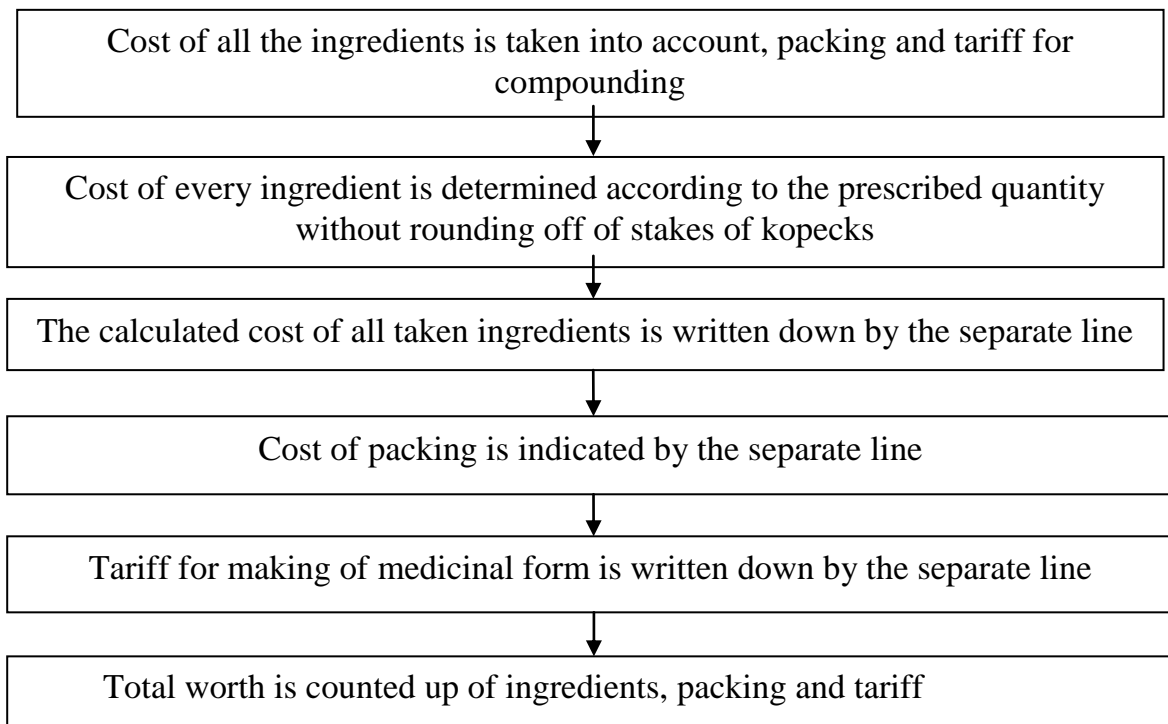 Cost of all the ingredients is taken into account, packing and tariff for
compounding
Cost of every ingredient is determined according to the prescribed quantity
without rounding off of stakes of kopecks
The calculated cost of all taken ingredients is written down by the separate line
Cost of packing is indicated by the separate line
Tariff for making of medicinal form is written down by the separate line
Total worth is counted up of ingredients, packing and tariff